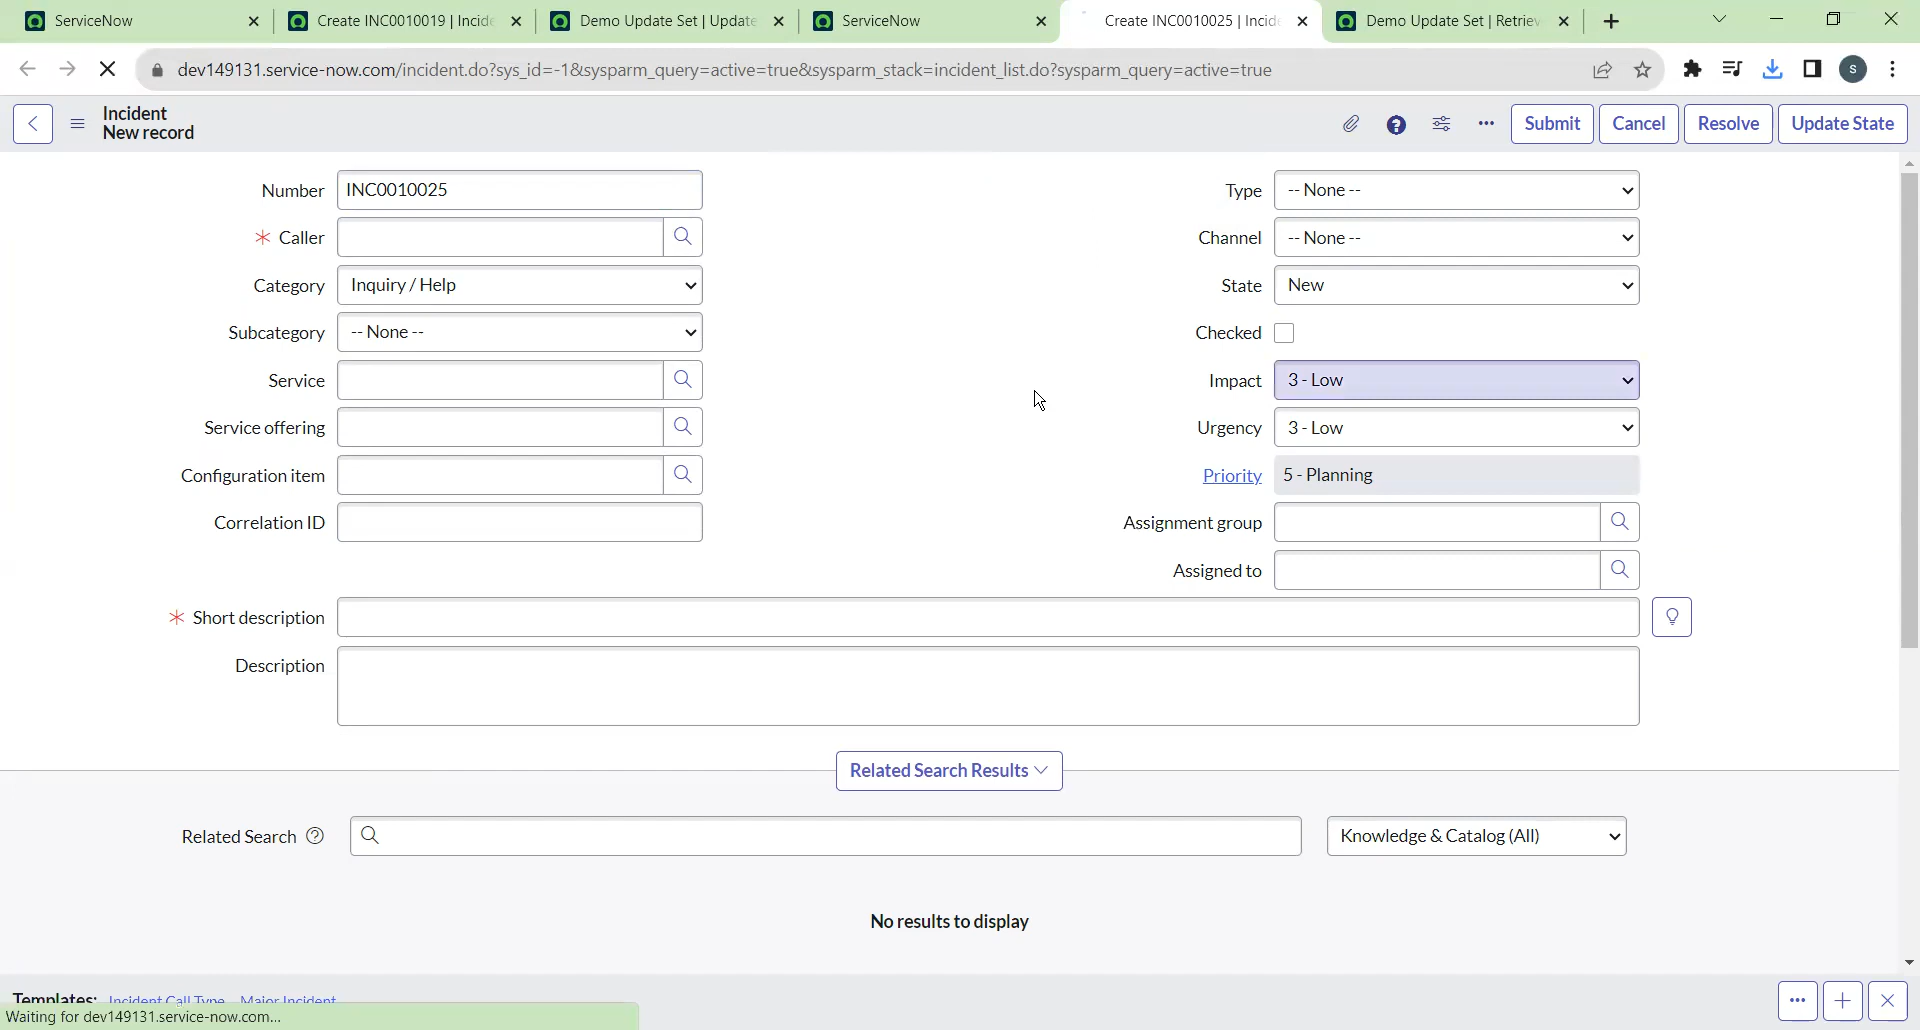 ServiceNow
Create INC0010019 | Incide
Demo Update Set | Update
ServiceNow
Create INC0010025 | Incide
Demo Update Set | Retriev
dev149131.service-now.com/incident.do?sys_id=-1&sysparm_query=active=true&sysparm_stack=incident_list.do?sysparm_query=active=true
S
Incident
New record
Submit
Cancel
Resolve
Update State
Number INC0010025
Type -- None --
* Caller
Channel -- None --
Category Inquiry / Help
State New
Subcategory -- None --
Checked
Service
Impact 3 - Low
Service offering
Urgency 3 - Low
Configuration item
Priority 5 - Planning
Correlation ID
Assignment group
Assigned to
* Short description
Description
Related Search Results
Related Search
Knowledge & Catalog (All)
No results to display
Templates: Incident Call Type Major Incident
Waiting for dev149131.service-now.com...